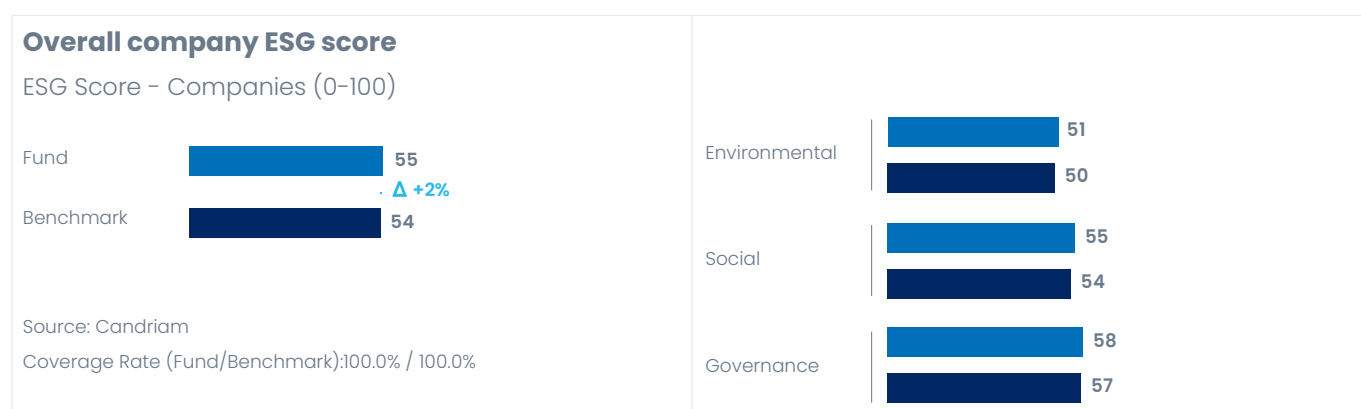 Overall company ESG score
ESG Score - Companies (0-100)
Fund
55
Δ +2%
Benchmark
54
Source: Candriam
Coverage Rate (Fund/Benchmark):100.0% / 100.0%
Environmental
51
50
Social
55
54
Governance
58
57